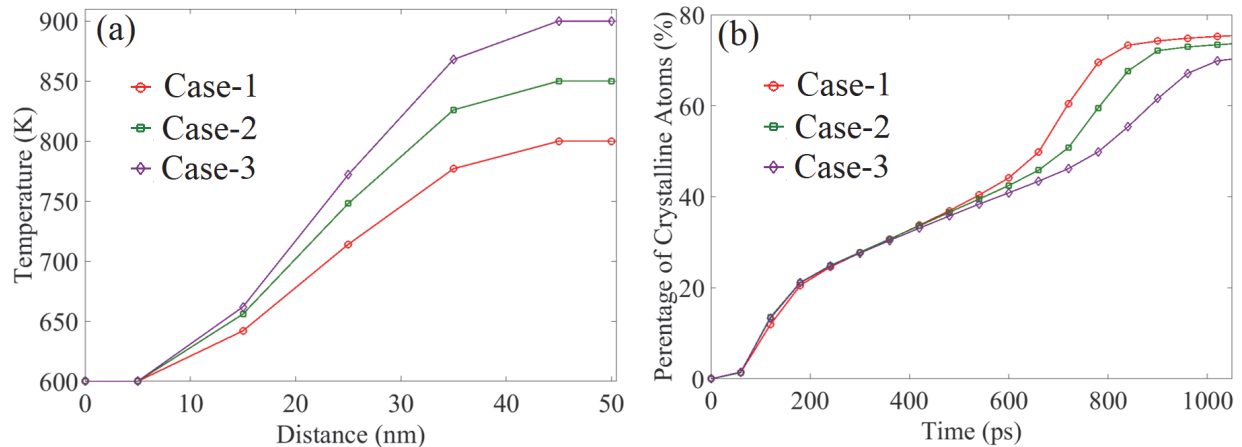 (a)
Temperature (K)
900
850
800
750
700
650
600
Case-1
Case-2
Case-3
0
10
20
30
40
50
Distance (nm)
(b)
Perentage of Crystalline Atoms (%)
80
60
40
20
0
Case-1
Case-2
Case-3
0
200
400
600
800
1000
Time (ps)